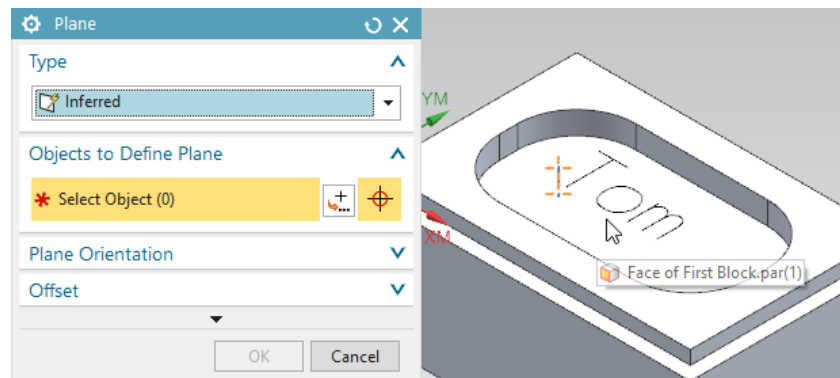 Plane
Type
Inferred
Objects to Define Plane
* Select Object (0)
Plane Orientation
Offset
OK
Cancel
YM
XM
Tom
Face of First Block.par(1)